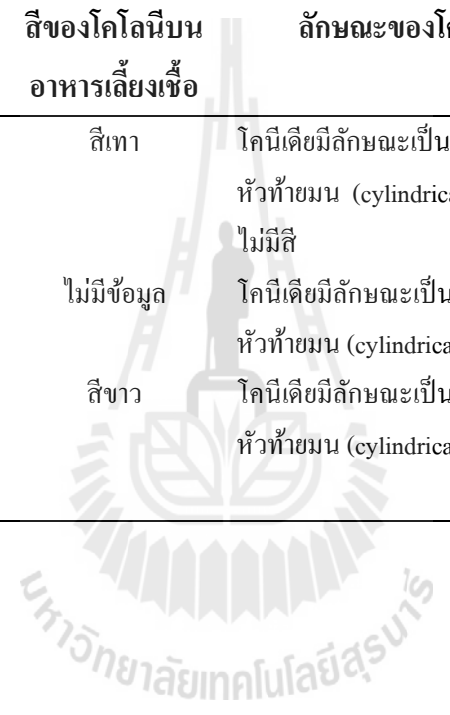 สีของโคโลนีบน
อาหารเลี้ยงเชื้อ
ลักษณะของโค
สีเทา
โคนีเดียมีลักษณะเป็น
หัวท้ายมน (cylindrica
ไม่มีสี
ไม่มีข้อมูล
โคนีเดียมีลักษณะเป็น
หัวท้ายมน (cylindrica
สีขาว
โคนีเดียมีลักษณะเป็น
หัวท้ายมน (cylindrica
มหาวิทยาลัยเทคโนโลยีสุรนารี